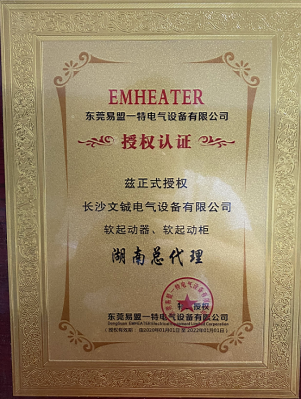 EMHEATER
东莞易盟一特电气设备有限公司
授权认证
兹正式授权
长沙文铖电气设备有限公司
软起动器、软起动柜
湖南总代理
授权
东莞易盟一特电气设备有限公司